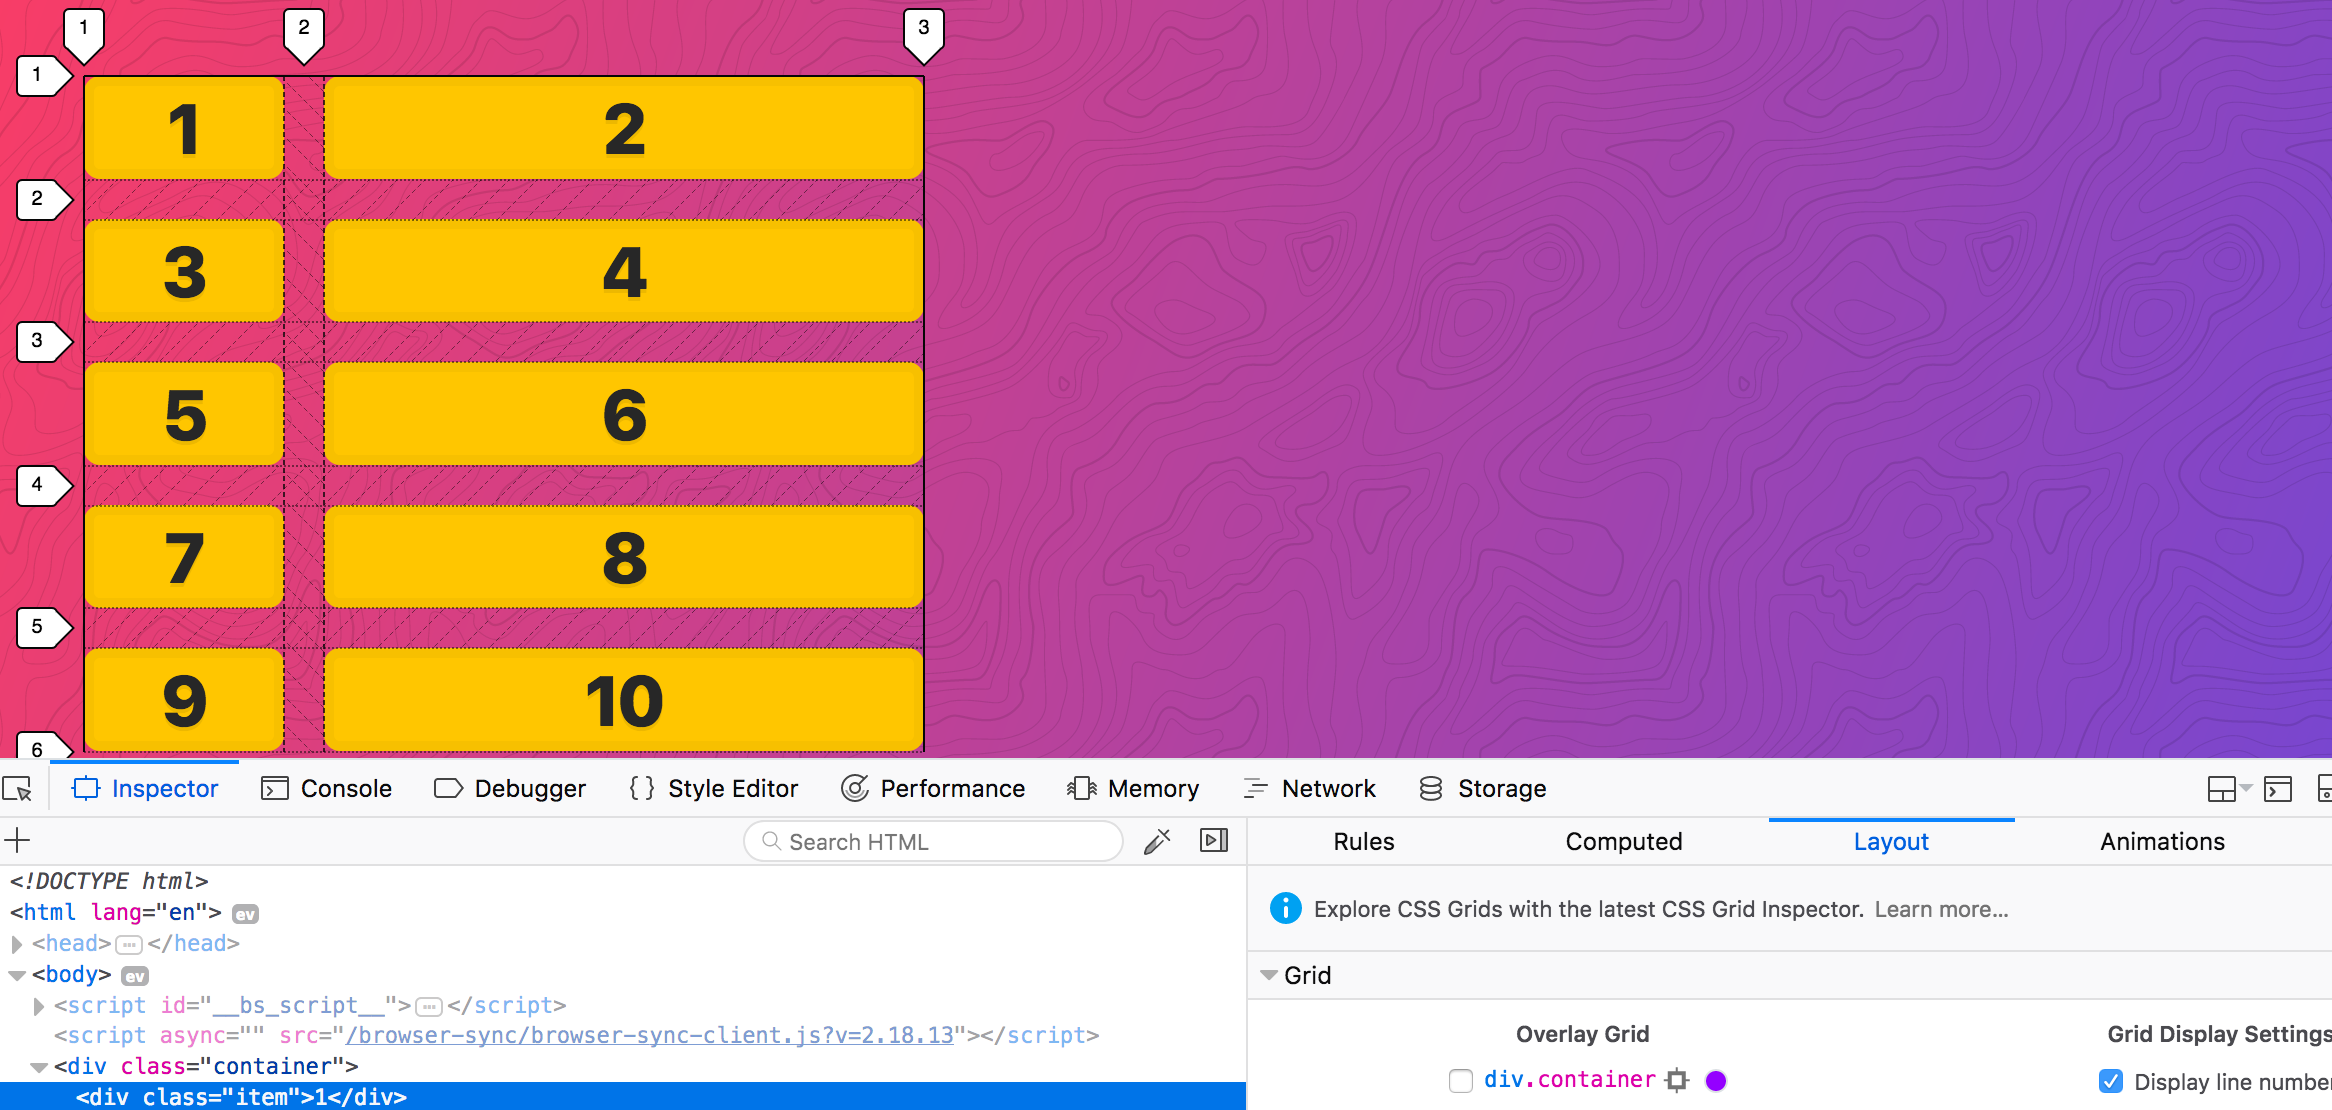 1 2 3
1
1 2
2
3 4
3
5 6
4
7 8
5
9 10
6
Inspector Console Debugger { } Style Editor Performance Memory Network Storage
+ Search HTML Rules Computed Layout Animations
<!DOCTYPE html>
<html lang="en"> ev
<head>…</head>
<body> ev
<script id="__bs_script__">…</script>
<script async="" src="/browser-sync/browser-sync-client.js?v=2.18.13"></script>
<div class="container">
<div class="item">1</div>
Explore CSS Grids with the latest CSS Grid Inspector. Learn more…
Grid
Overlay Grid
div.container
Grid Display Settings
Display line number